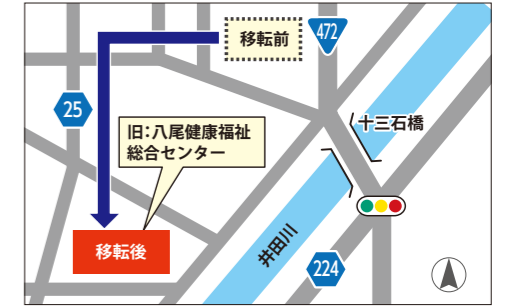 移転前
472
25
十三石橋
旧：八尾健康福祉
総合センター
移転後
井田川
224